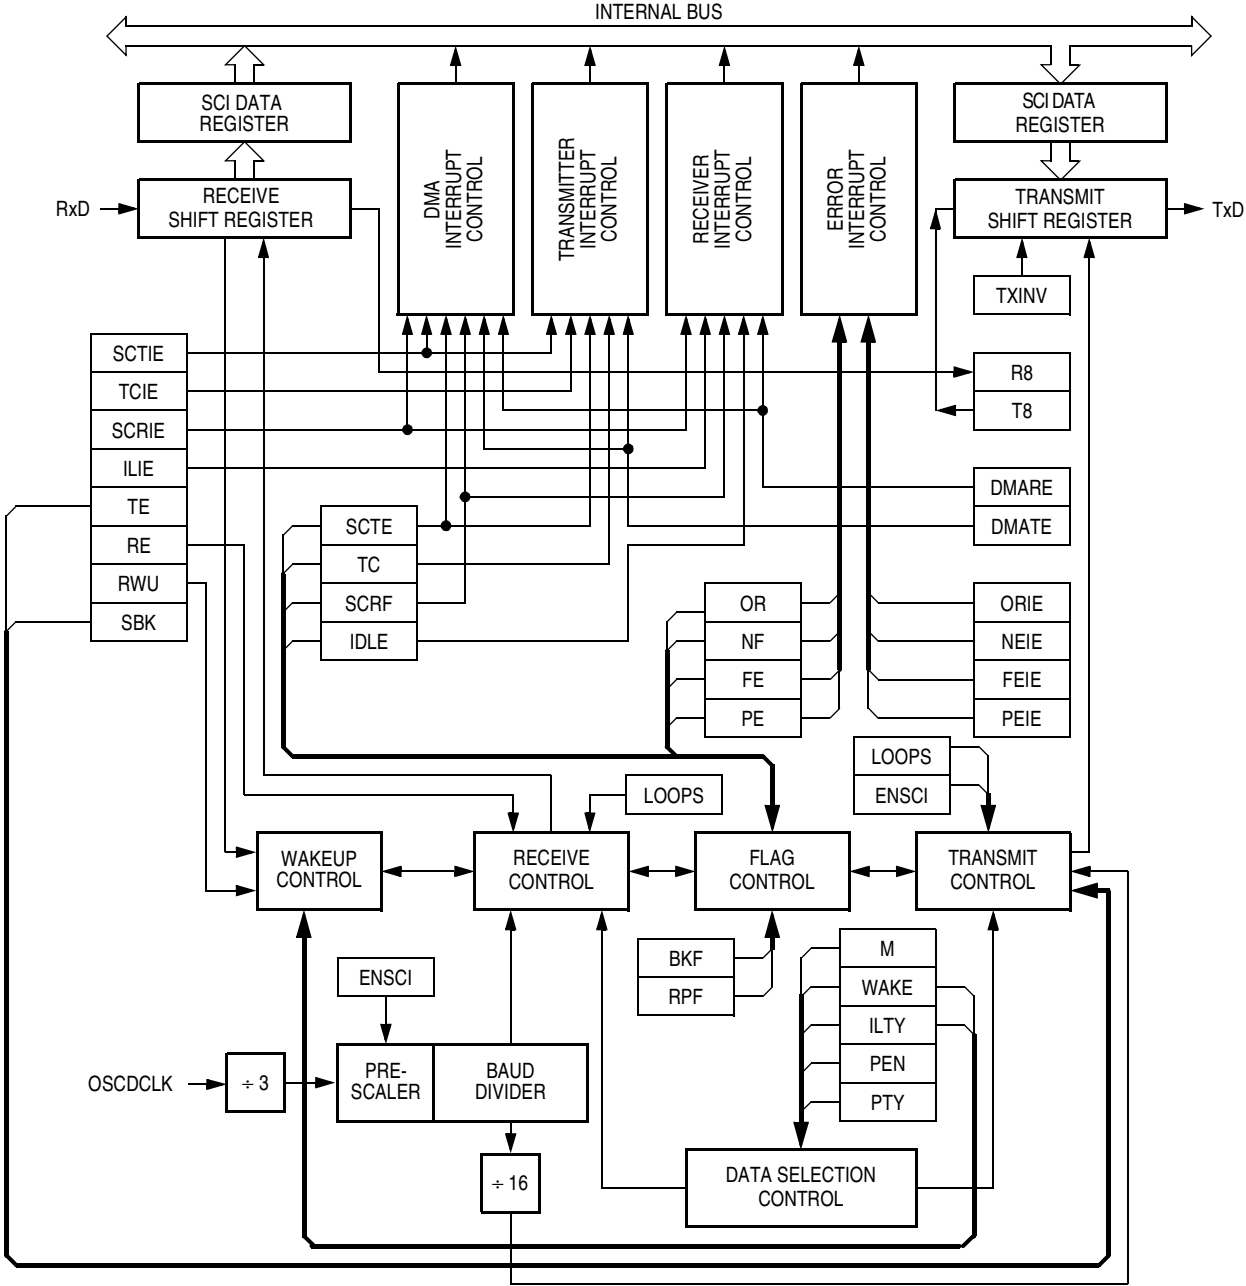 INTERNAL BUS
SCI DATA
REGISTER
SCI DATA
REGISTER
DMA
INTERRUPT
CONTROL
TRANSMITTER
INTERRUPT
CONTROL
RECEIVER
INTERRUPT
CONTROL
ERROR
INTERRUPT
CONTROL
RxD
RECEIVE
SHIFT REGISTER
TRANSMIT
SHIFT REGISTER
TxD
TXINV
SCTIE
TCIE
SCRIE
ILIE
TE
RE
RWU
SBK
R8
T8
DMARE
DMATE
SCTE
TC
SCRF
IDLE
OR
NF
FE
PE
ORIE
NEIE
FEIE
PEIE
LOOPS
ENSCI
LOOPS
WAKEUP
CONTROL
RECEIVE
CONTROL
FLAG
CONTROL
TRANSMIT
CONTROL
BKF
RPF
M
WAKE
ILTY
PEN
PTY
ENSCI
OSCDCLK
÷ 3
PRE-
SCALER
BAUD
DIVIDER
÷ 16
DATA SELECTION
CONTROL